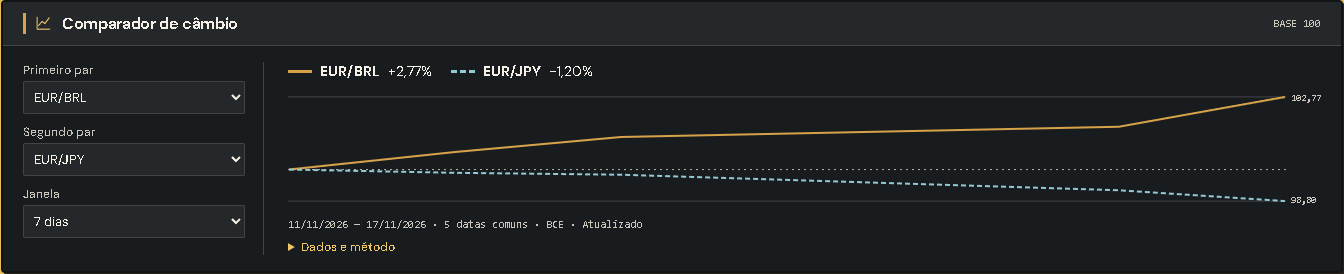 Comparador de câmbio
BASE 100
Primeiro par
EUR/BRL
Segundo par
EUR/JPY
Janela
7 dias
EUR/BRL +2,77% EUR/JPY −1,20%
102,77
98,80
11/11/2026 — 17/11/2026 · 5 datas comuns · BCE · Atualizado
▶ Dados e método